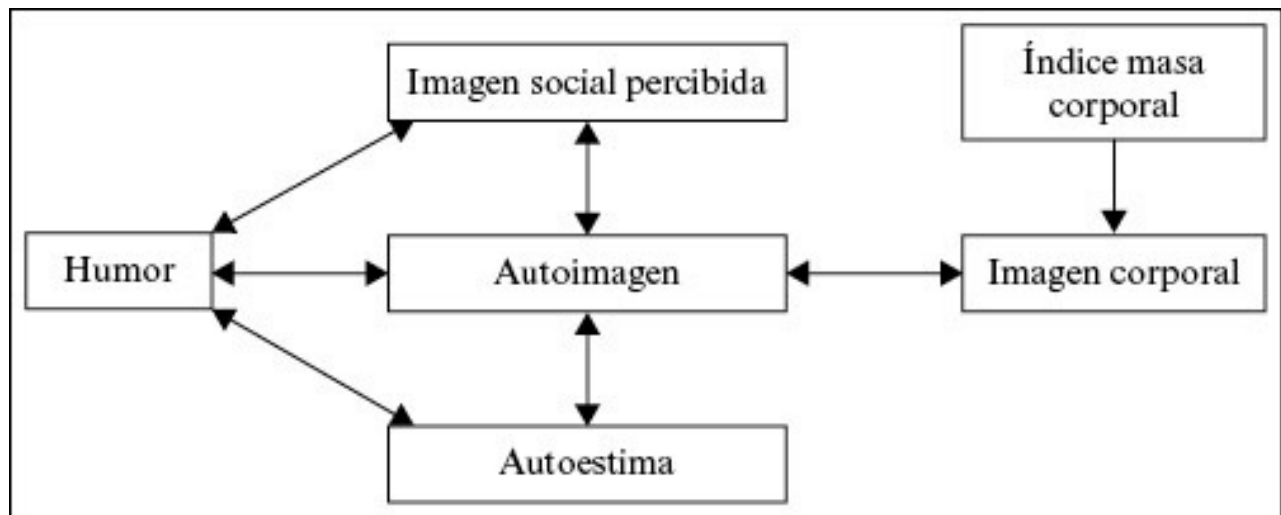 Imagen social percibida
Índice masa
corporal
Humor
Autoimagen
Imagen corporal
Autoestima